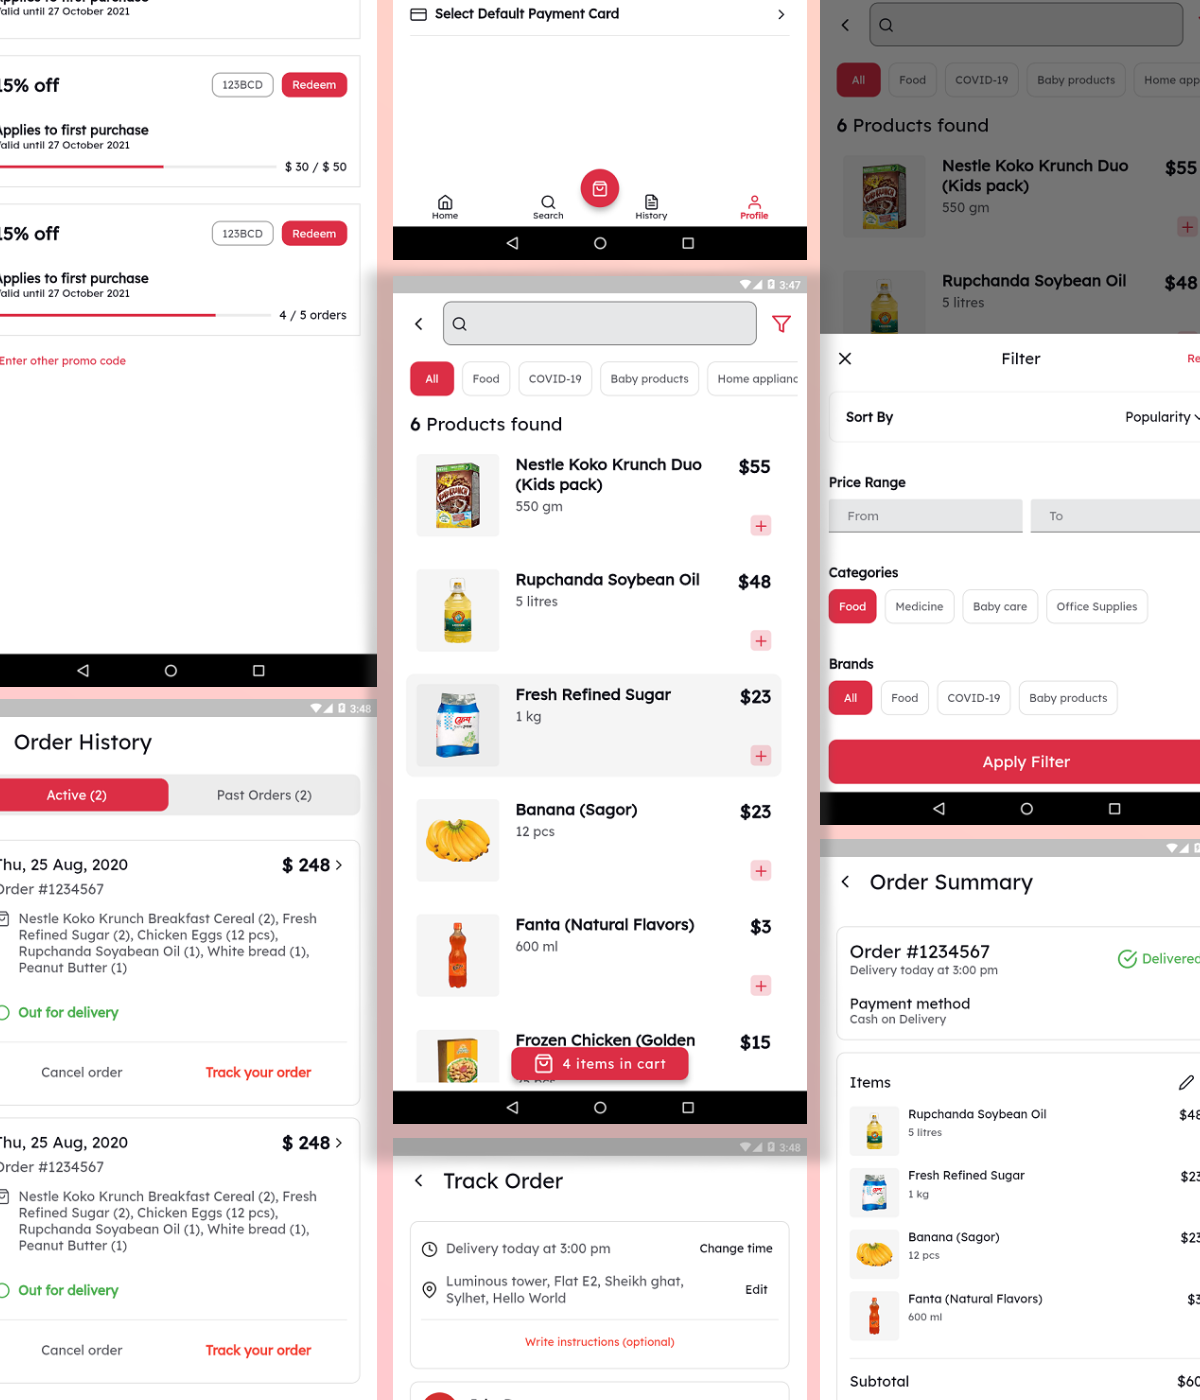 Valid until 27 October 2021
15% off
123BCD
Redeem
Applies to first purchase
Valid until 27 October 2021
$ 30 / $ 50
15% off
123BCD
Redeem
Applies to first purchase
Valid until 27 October 2021
4 / 5 orders
Enter other promo code
3:48
Order History
Active (2)
Past Orders (2)
Thu, 25 Aug, 2020
$ 248
Order #1234567
Nestle Koko Krunch Breakfast Cereal (2), Fresh
Refined Sugar (2), Chicken Eggs (12 pcs),
Rupchanda Soyabean Oil (1), White bread (1),
Peanut Butter (1)
Out for delivery
Cancel order
Track your order
Thu, 25 Aug, 2020
$ 248
Order #1234567
Nestle Koko Krunch Breakfast Cereal (2), Fresh
Refined Sugar (2), Chicken Eggs (12 pcs),
Rupchanda Soyabean Oil (1), White bread (1),
Peanut Butter (1)
Out for delivery
Cancel order
Track your order
Select Default Payment Card
Home
Search
History
Profile
3:47
All
Food
COVID-19
Baby products
Home applianc
6 Products found
Nestle Koko Krunch Duo
(Kids pack)
$55
550 gm
Rupchanda Soybean Oil
$48
5 litres
Fresh Refined Sugar
$23
1 kg
Banana (Sagor)
$23
12 pcs
Fanta (Natural Flavors)
$3
600 ml
Frozen Chicken (Golden
$15
4 items in cart
3:48
Track Order
Delivery today at 3:00 pm
Change time
Luminous tower, Flat E2, Sheikh ghat,
Sylhet, Hello World
Edit
Write instructions (optional)
All
Food
COVID-19
Baby products
Home app
6 Products found
Nestle Koko Krunch Duo
(Kids pack)
$55
550 gm
Rupchanda Soybean Oil
$48
5 litres
Filter
Re
Sort By
Popularity
Price Range
From
To
Categories
Food
Medicine
Baby care
Office Supplies
Brands
All
Food
COVID-19
Baby products
Apply Filter
Order Summary
Order #1234567
Delivered
Delivery today at 3:00 pm
Payment method
Cash on Delivery
Items
Rupchanda Soybean Oil
$48
5 litres
Fresh Refined Sugar
$23
1 kg
Banana (Sagor)
$23
12 pcs
Fanta (Natural Flavors)
$3
600 ml
Subtotal
$60